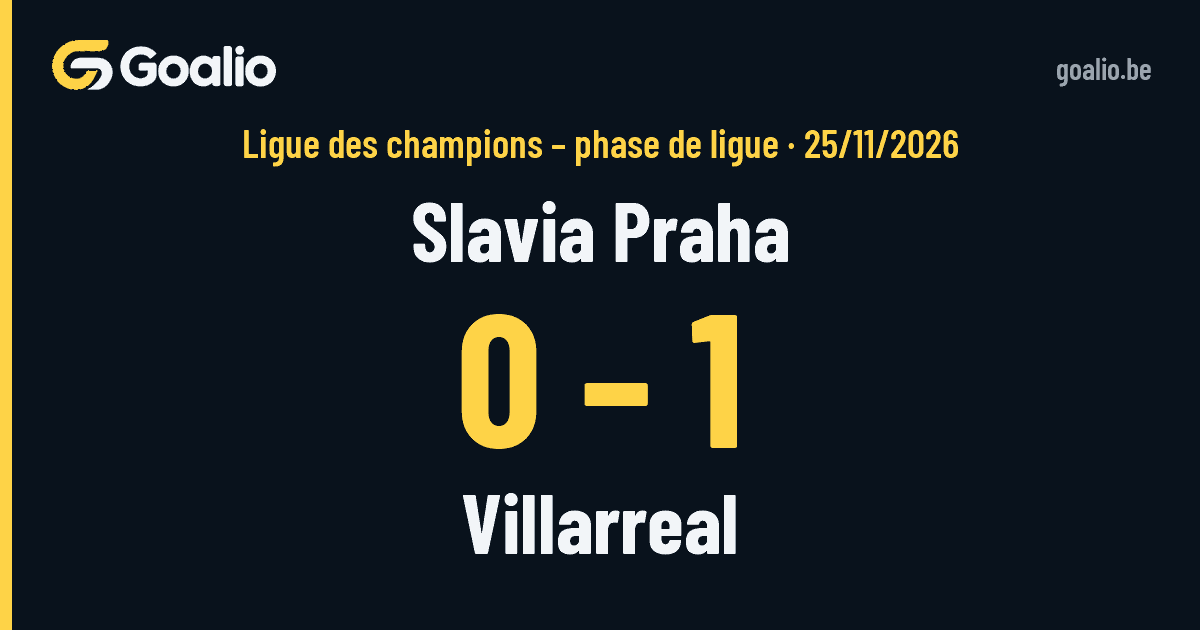 Goalio
goalio.be
Ligue des champions – phase de ligue · 25/11/2026
Slavia Praha
0 – 1
Villarreal